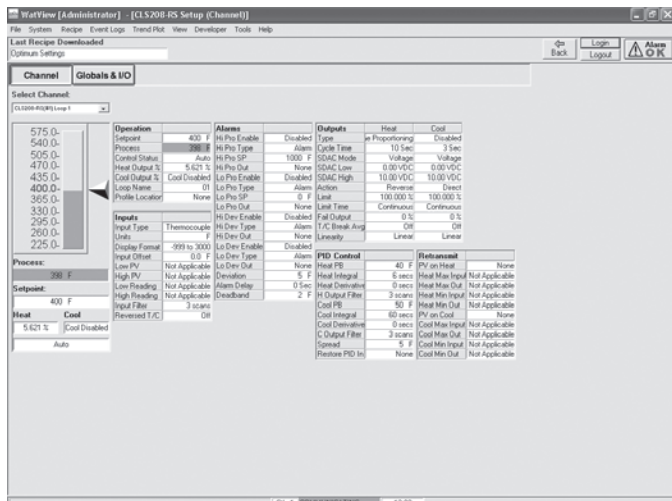 WatView [Administrator] - [CLS208-RS Setup (Channel)]
File System Recipe Event Logs Trend Plot View Developer Tools Help
Last Recipe Downloaded
Optimum Settings
Back
Login
Logout
Alarm
OK
Channel
Globals & I/O
Select Channel:
575.0-
540.0-
505.0-
470.0-
435.0-
400.0-
365.0-
330.0-
295.0-
260.0-
225.0-
Process:
398 F
Setpoint:
400 F
Heat Cool
5.621 % Cool Disabled
Auto
Operation
Setpoint 400 F
Process 398 F
Control Status Auto
Heat Output % 5.621 %
Cool Output % Cool Disabled
Loop Name 01
Profile Location None
Inputs
Input Type Thermocouple
Units F
Display Format -999 to 3000
Input Offset 0.0 F
Low PV Not Applicable
High PV Not Applicable
Low Reading Not Applicable
High Reading Not Applicable
Input Filter 3 scans
Reversed T/C Off
Alarms
Hi Pro Enable Disabled
Hi Pro Type Alarm
Hi Pro SP 1000 F
Hi Pro Out None
Lo Pro Enable Disabled
Lo Pro Type Alarm
Lo Pro SP 0 F
Lo Pro Out None
Hi Dev Enable Disabled
Hi Dev Type Alarm
Hi Dev Out None
Lo Dev Enable Disabled
Lo Dev Type Alarm
Lo Dev Out None
Deviation 5 F
Alarm Delay 0 Sec
Deadband 2 F
Outputs Heat Cool
Type e Proportioning Disabled
Cycle Time 10 Sec 3 Sec
SDAC Mode Voltage Voltage
SDAC Low 0.00 VDC 0.00 VDC
SDAC High 10.00 VDC 10.00 VDC
Action Reverse Direct
Limit 100.000 % 100.000 %
Limit Time Continuous Continuous
Fail Output 0 % 0 %
T/C Break Avg Off Off
Linearity Linear Linear
PID Control
Heat PB 40 F
Heat Integral 6 secs
Heat Derivative 0 secs
H Output Filter 3 scans
Cool PB 50 F
Cool Integral 60 secs
Cool Derivative 0 secs
C Output Filter 3 scans
Spread 5 F
Restore PID In None
Retransmit
PV on Heat None
Heat Max Input Not Applicable
Heat Max Out Not Applicable
Heat Min Input Not Applicable
Heat Min Out Not Applicable
PV on Cool None
Cool Max Input Not Applicable
Cool Max Out Not Applicable
Cool Min Input Not Applicable
Cool Min Out Not Applicable